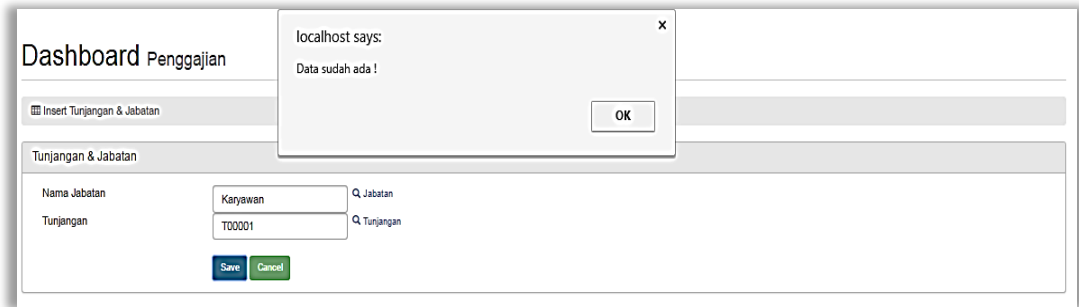 Dashboard Penggajian
localhost says:
x
Data sudah ada !
OK
Insert Tunjangan & Jabatan
Tunjangan & Jabatan
Nama Jabatan Karyawan Jabatan
Tunjangan T00001 Tunjangan
Save Cancel